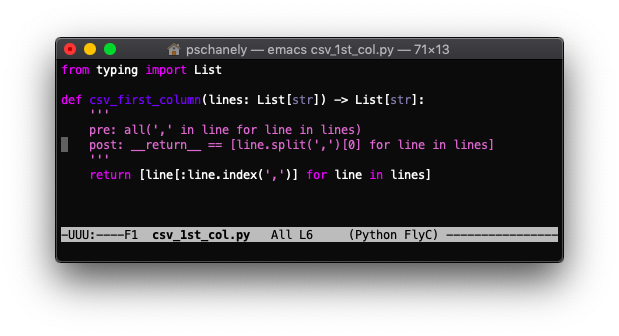 pschanely — emacs csv_1st_col.py — 71×13
from typing import List
def csv_first_column(lines: List[str]) -> List[str]:
    '''
    pre: all(',' in line for line in lines)
    post: __return__ == [line.split(',')[0] for line in lines]
    '''
    return [line[:line.index(',')] for line in lines]
-UUU:----F1  csv_1st_col.py   All L6     (Python FlyC) ----------------